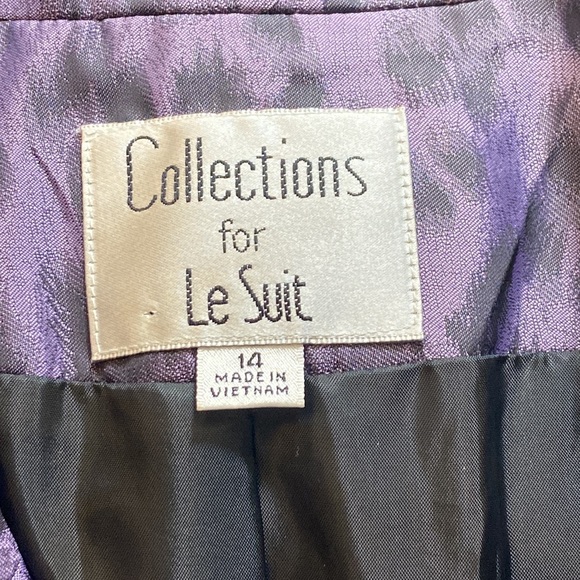 Collections
for
Le Suit
14
MADE IN
VIETNAM